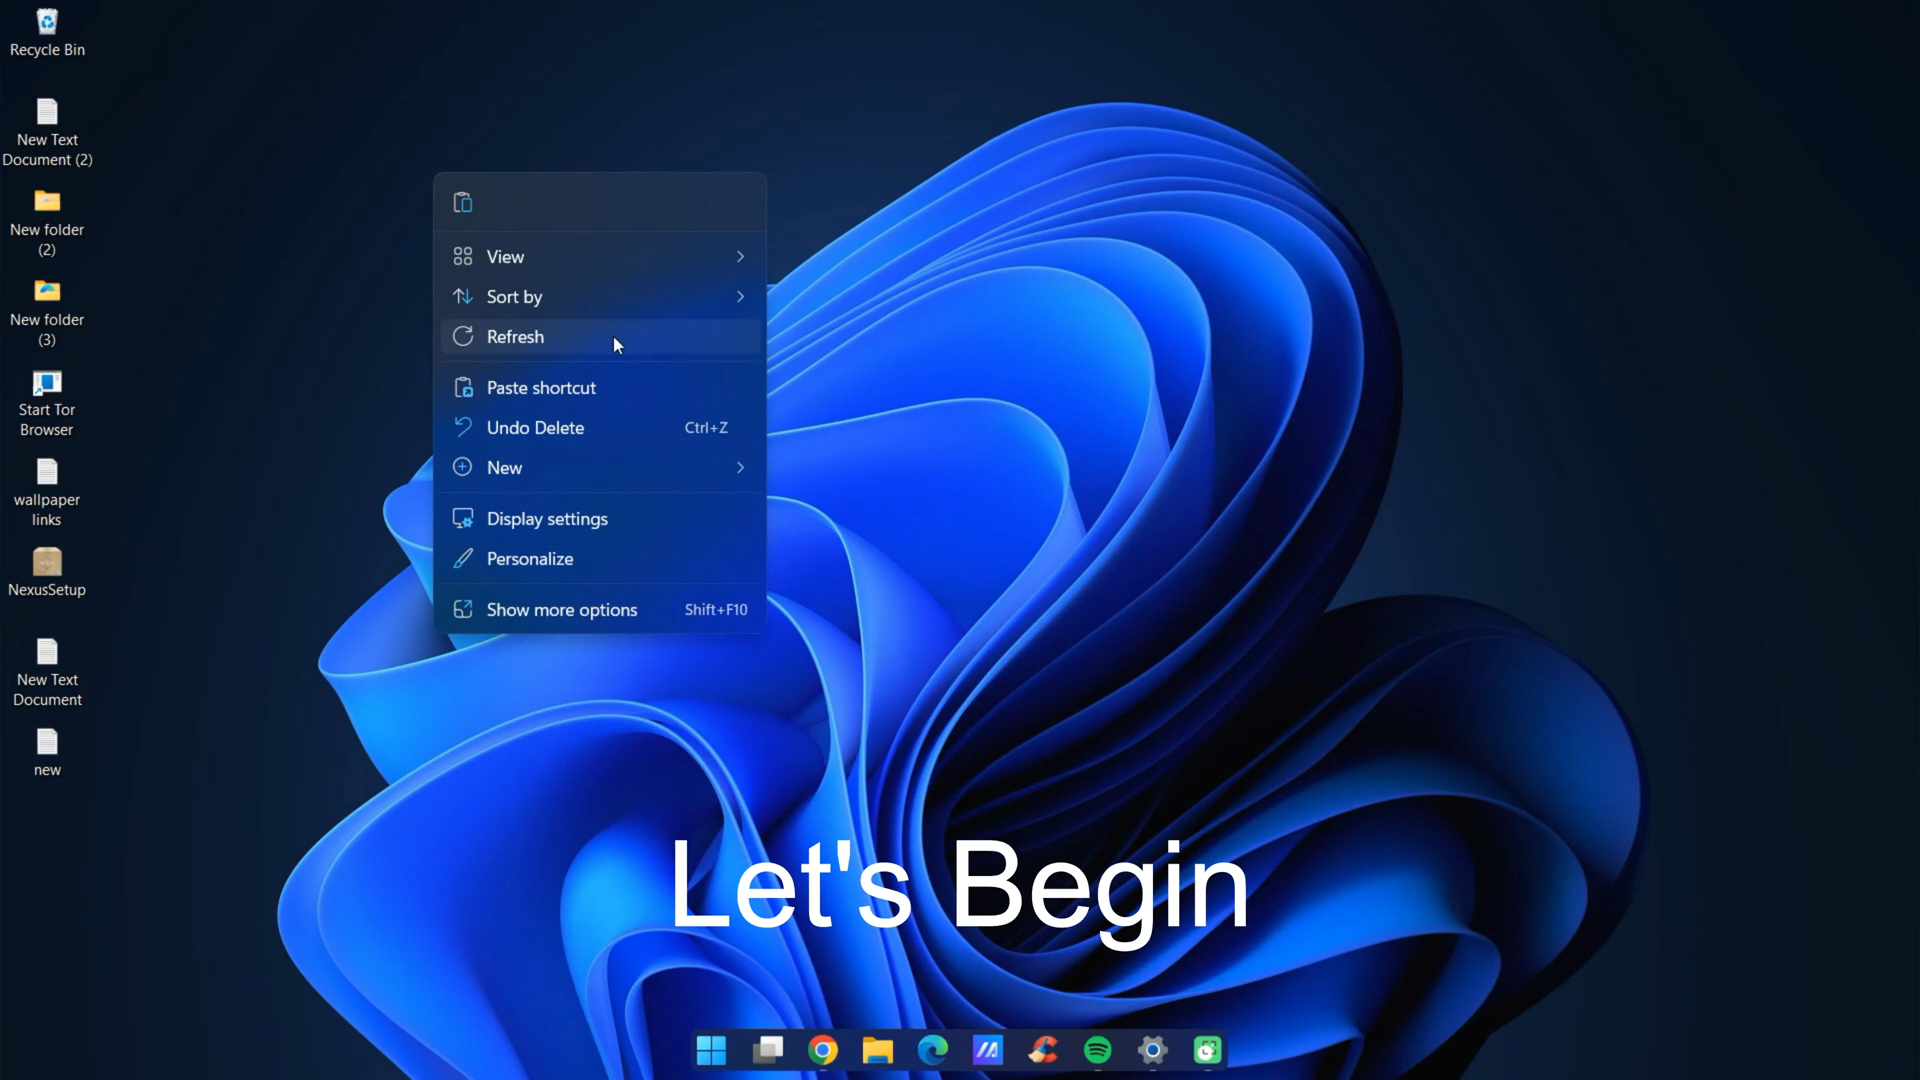 Recycle Bin
New Text
Document (2)
New folder
(2)
New folder
(3)
Start Tor
Browser
wallpaper
links
NexusSetup
New Text
Document
new
View
Sort by
Refresh
Paste shortcut
Undo Delete Ctrl+Z
New
Display settings
Personalize
Show more options Shift+F10
Let's Begin